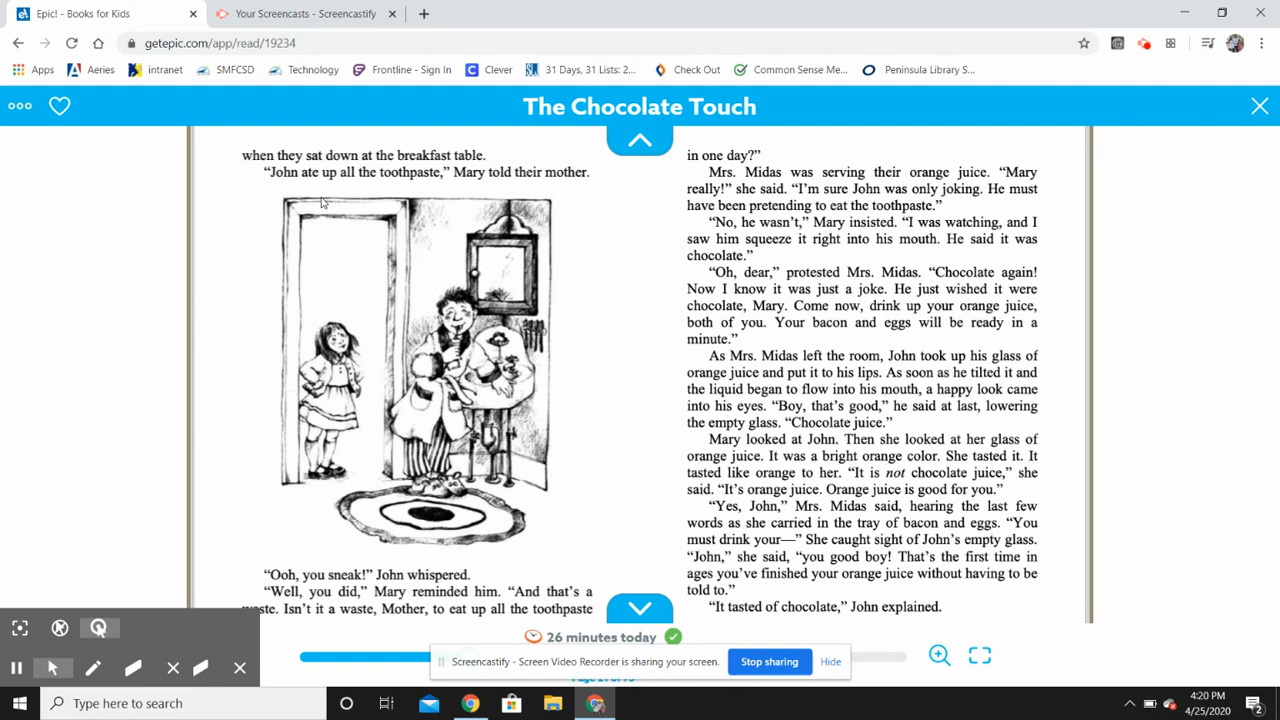 Epic! - Books for Kids
Your Screencasts - Screencastify
getepic.com/app/read/19234
Apps Aeries intranet SMFCSD Technology Frontline - Sign In Clever 31 Days, 31 Lists: 2... Check Out Common Sense Me... Peninsula Library S...
The Chocolate Touch
when they sat down at the breakfast table.
“John ate up all the toothpaste,” Mary told their mother.
“Ooh, you sneak!” John whispered.
“Well, you did,” Mary reminded him. “And that’s a
waste. Isn’t it a waste, Mother, to eat up all the toothpaste
in one day?”
Mrs. Midas was serving their orange juice. “Mary
really!” she said. “I’m sure John was only joking. He must
have been pretending to eat the toothpaste.”
“No, he wasn’t,” Mary insisted. “I was watching, and I
saw him squeeze it right into his mouth. He said it was
chocolate.”
“Oh, dear,” protested Mrs. Midas. “Chocolate again!
Now I know it was just a joke. He just wished it were
chocolate, Mary. Come now, drink up your orange juice,
both of you. Your bacon and eggs will be ready in a
minute.”
As Mrs. Midas left the room, John took up his glass of
orange juice and put it to his lips. As soon as he tilted it and
the liquid began to flow into his mouth, a happy look came
into his eyes. “Boy, that’s good,” he said at last, lowering
the empty glass. “Chocolate juice.”
Mary looked at John. Then she looked at her glass of
orange juice. It was a bright orange color. She tasted it. It
tasted like orange to her. “It is not chocolate juice,” she
said. “It’s orange juice. Orange juice is good for you.”
“Yes, John,” Mrs. Midas said, hearing the last few
words as she carried in the tray of bacon and eggs. “You
must drink your—” She caught sight of John’s empty glass.
“John,” she said, “you good boy! That’s the first time in
ages you’ve finished your orange juice without having to be
told to.”
“It tasted of chocolate,” John explained.
26 minutes today
Screencastify - Screen Video Recorder is sharing your screen. Stop sharing Hide
Type here to search
4:20 PM
4/25/2020
2